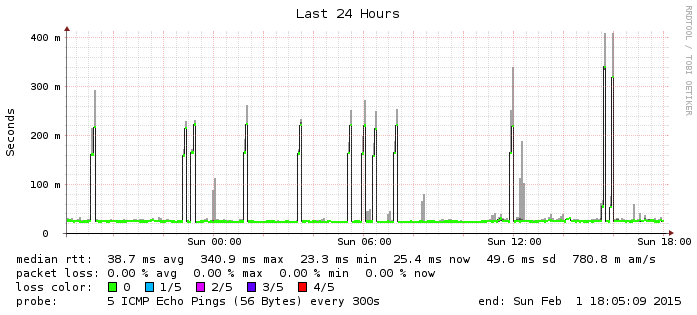 Last 24 Hours
RRDTOOL / TOBI OETIKER
Seconds
400 m
300 m
200 m
100 m
0
Sun 00:00 Sun 06:00 Sun 12:00 Sun 18:00
median rtt: 38.7 ms avg 340.9 ms max 23.3 ms min 25.4 ms now 49.6 ms sd 780.8 m am/s
packet loss: 0.00 % avg 0.00 % max 0.00 % min 0.00 % now
loss color: 0 1/5 2/5 3/5 4/5
probe: 5 ICMP Echo Pings (56 Bytes) every 300s end: Sun Feb 1 18:05:09 2015